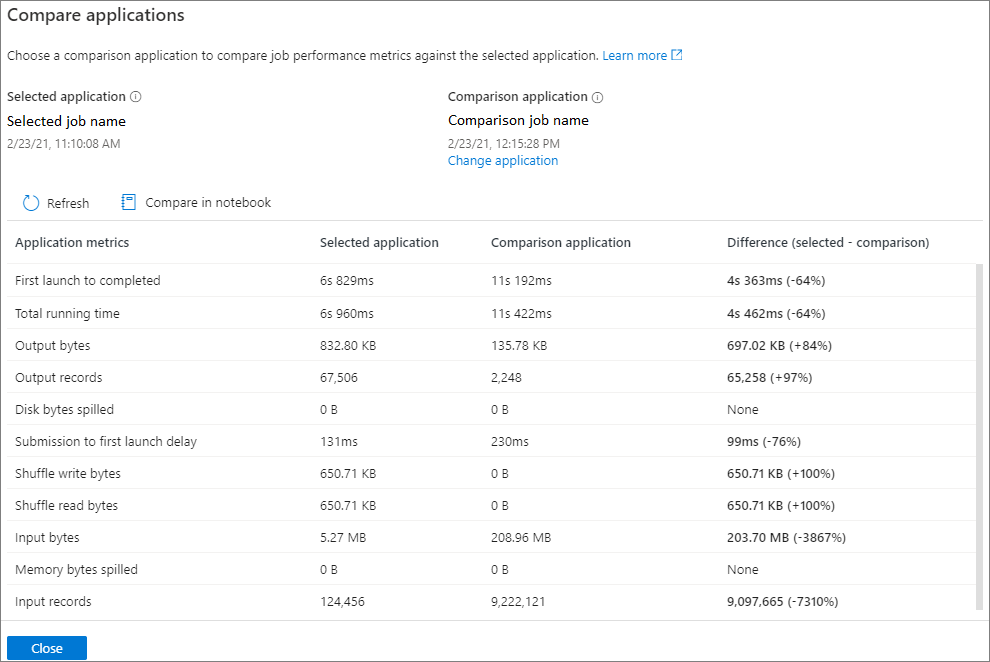 Compare applications
Choose a comparison application to compare job performance metrics against the selected application. Learn more
Selected application Comparison application
Selected job name Comparison job name
2/23/21, 11:10:08 AM 2/23/21, 12:15:28 PM
Change application
Refresh Compare in notebook
Application metrics Selected application Comparison application Difference (selected - comparison)
First launch to completed 6s 829ms 11s 192ms 4s 363ms (-64%)
Total running time 6s 960ms 11s 422ms 4s 462ms (-64%)
Output bytes 832.80 KB 135.78 KB 697.02 KB (+84%)
Output records 67,506 2,248 65,258 (+97%)
Disk bytes spilled 0 B 0 B None
Submission to first launch delay 131ms 230ms 99ms (-76%)
Shuffle write bytes 650.71 KB 0 B 650.71 KB (+100%)
Shuffle read bytes 650.71 KB 0 B 650.71 KB (+100%)
Input bytes 5.27 MB 208.96 MB 203.70 MB (-3867%)
Memory bytes spilled 0 B 0 B None
Input records 124,456 9,222,121 9,097,665 (-7310%)
Close